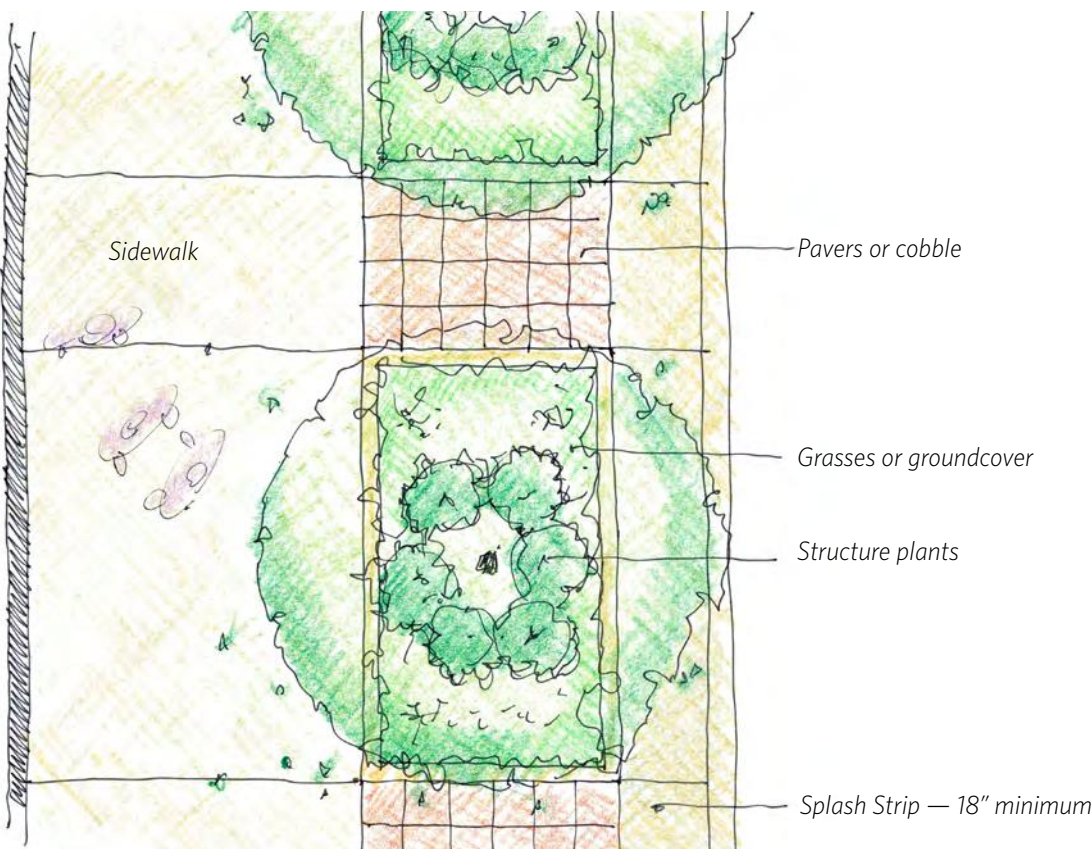 Sidewalk
Pavers or cobble
Grasses or groundcover
Structure plants
Splash Strip — 18" minimum